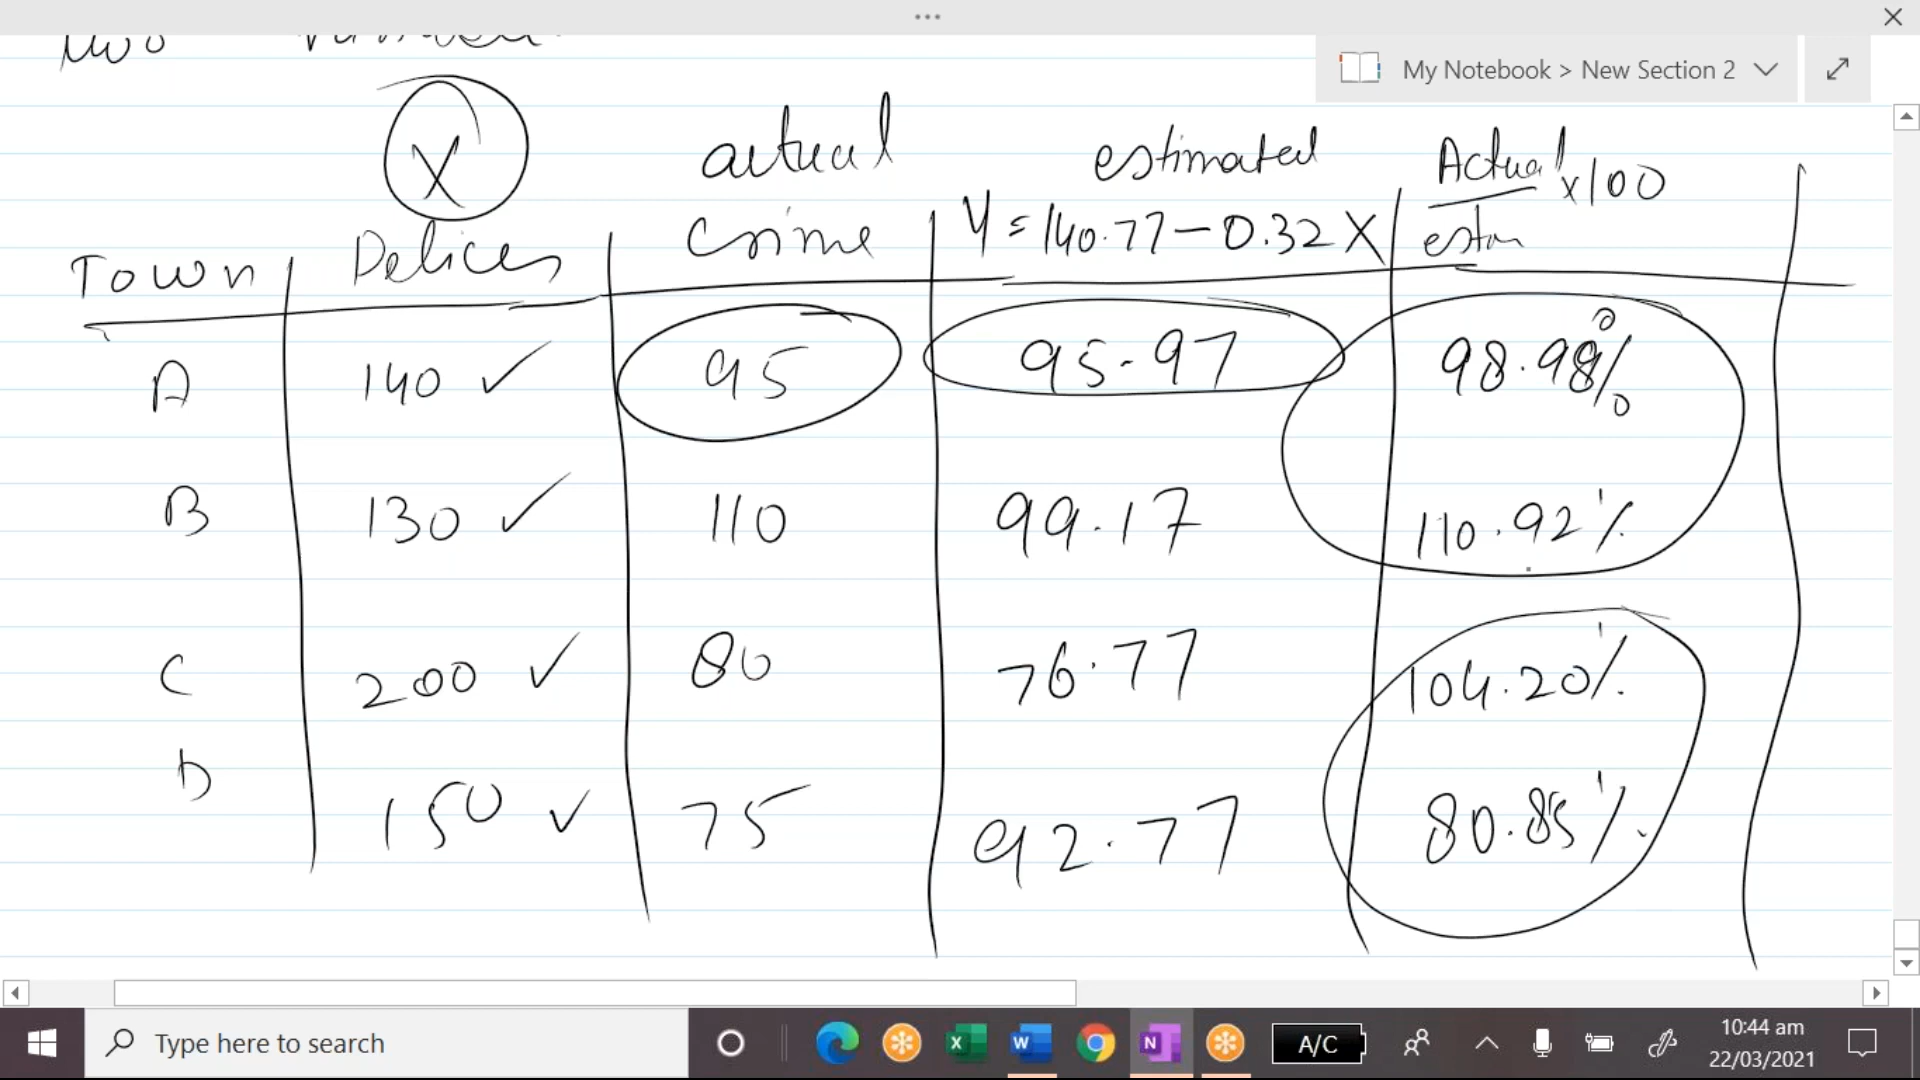 My Notebook > New Section 2
X actual estimated Actual x100
Town Polices Crime Y = 140.77 - 0.32 X estm
A 140 ✓ 95 95.97 98.98%
B 130 ✓ 110 99.17 110.92%
C 200 ✓ 80 76.77 104.20%
D 150 ✓ 75 92.77 80.85%
Type here to search
A/C
10:44 am
22/03/2021